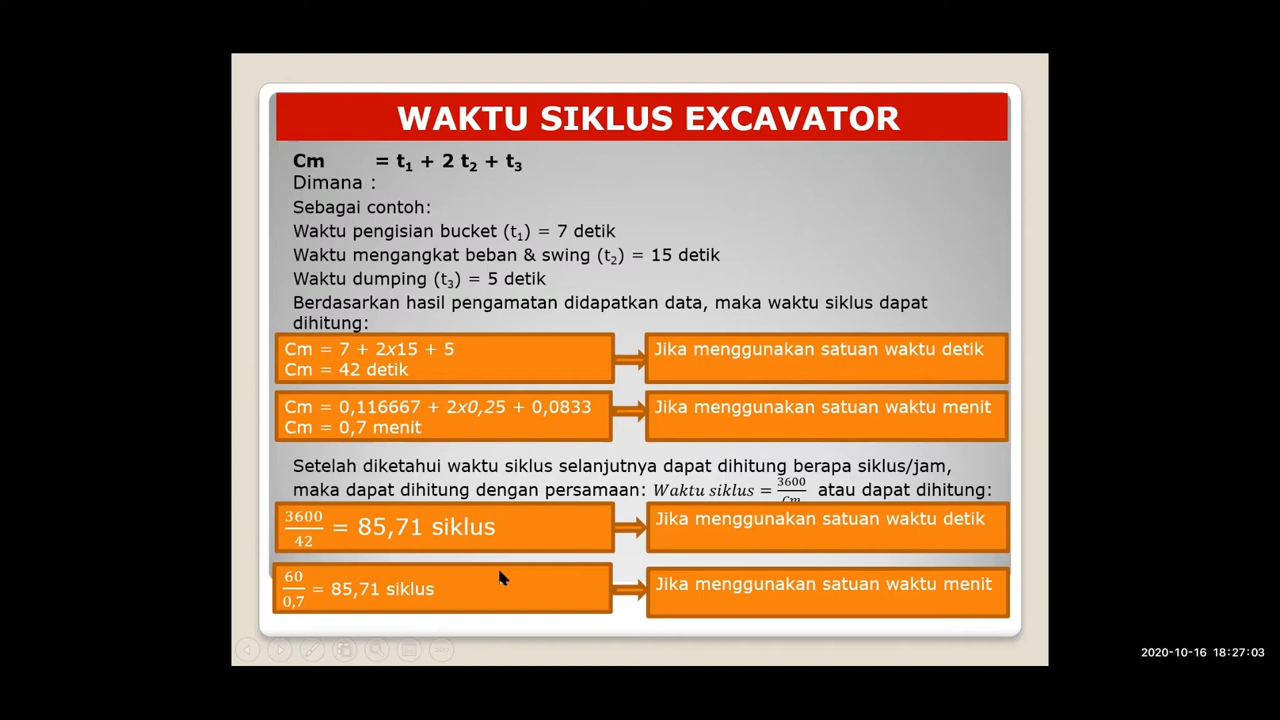 WAKTU SIKLUS EXCAVATOR
Cm = t₁ + 2 t₂ + t₃
Dimana :
Sebagai contoh:
Waktu pengisian bucket (t₁) = 7 detik
Waktu mengangkat beban & swing (t₂) = 15 detik
Waktu dumping (t₃) = 5 detik
Berdasarkan hasil pengamatan didapatkan data, maka waktu siklus dapat
dihitung:
Cm = 7 + 2x15 + 5
Cm = 42 detik
Jika menggunakan satuan waktu detik
Cm = 0,116667 + 2x0,25 + 0,0833
Cm = 0,7 menit
Jika menggunakan satuan waktu menit
Setelah diketahui waktu siklus selanjutnya dapat dihitung berapa siklus/jam,
maka dapat dihitung dengan persamaan: Waktu siklus = 3600/Cm atau dapat dihitung:
3600/42 = 85,71 siklus
Jika menggunakan satuan waktu detik
60/0,7 = 85,71 siklus
Jika menggunakan satuan waktu menit
2020-10-16 18:27:03